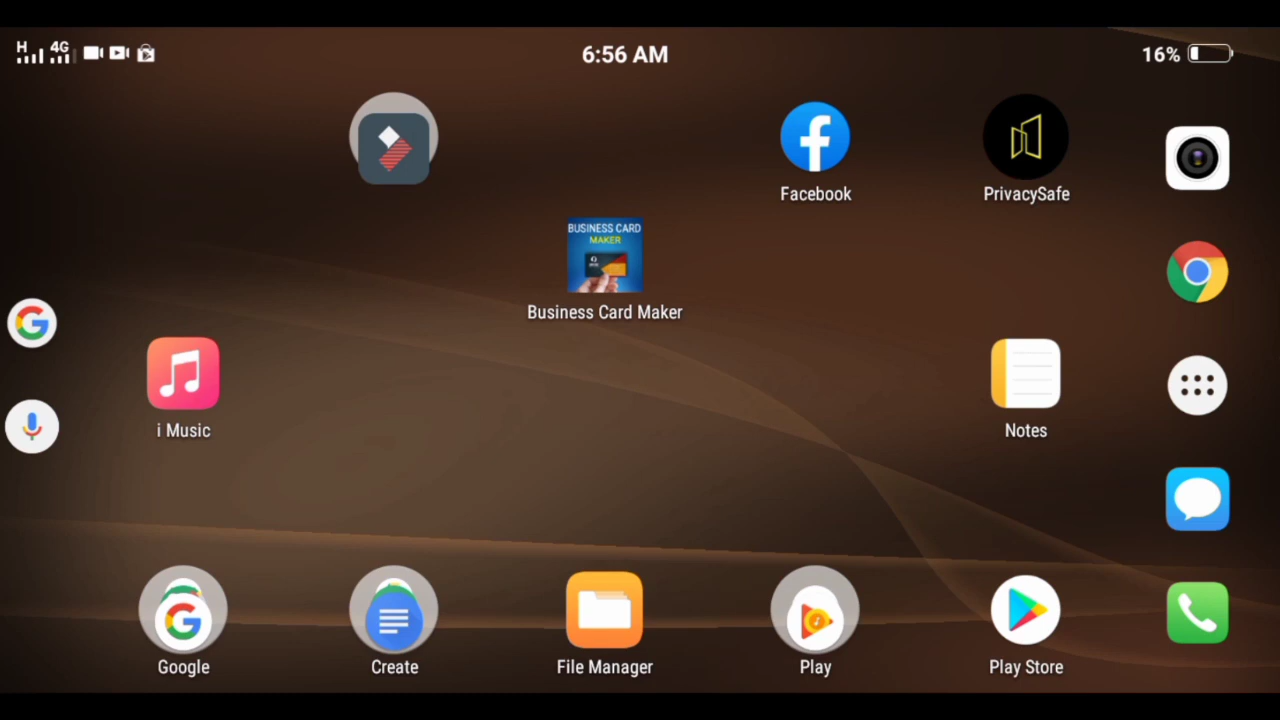 H 4G
6:56 AM
16%
Facebook
PrivacySafe
BUSINESS CARD
MAKER
Business Card Maker
i Music
Notes
Google
Create
File Manager
Play
Play Store